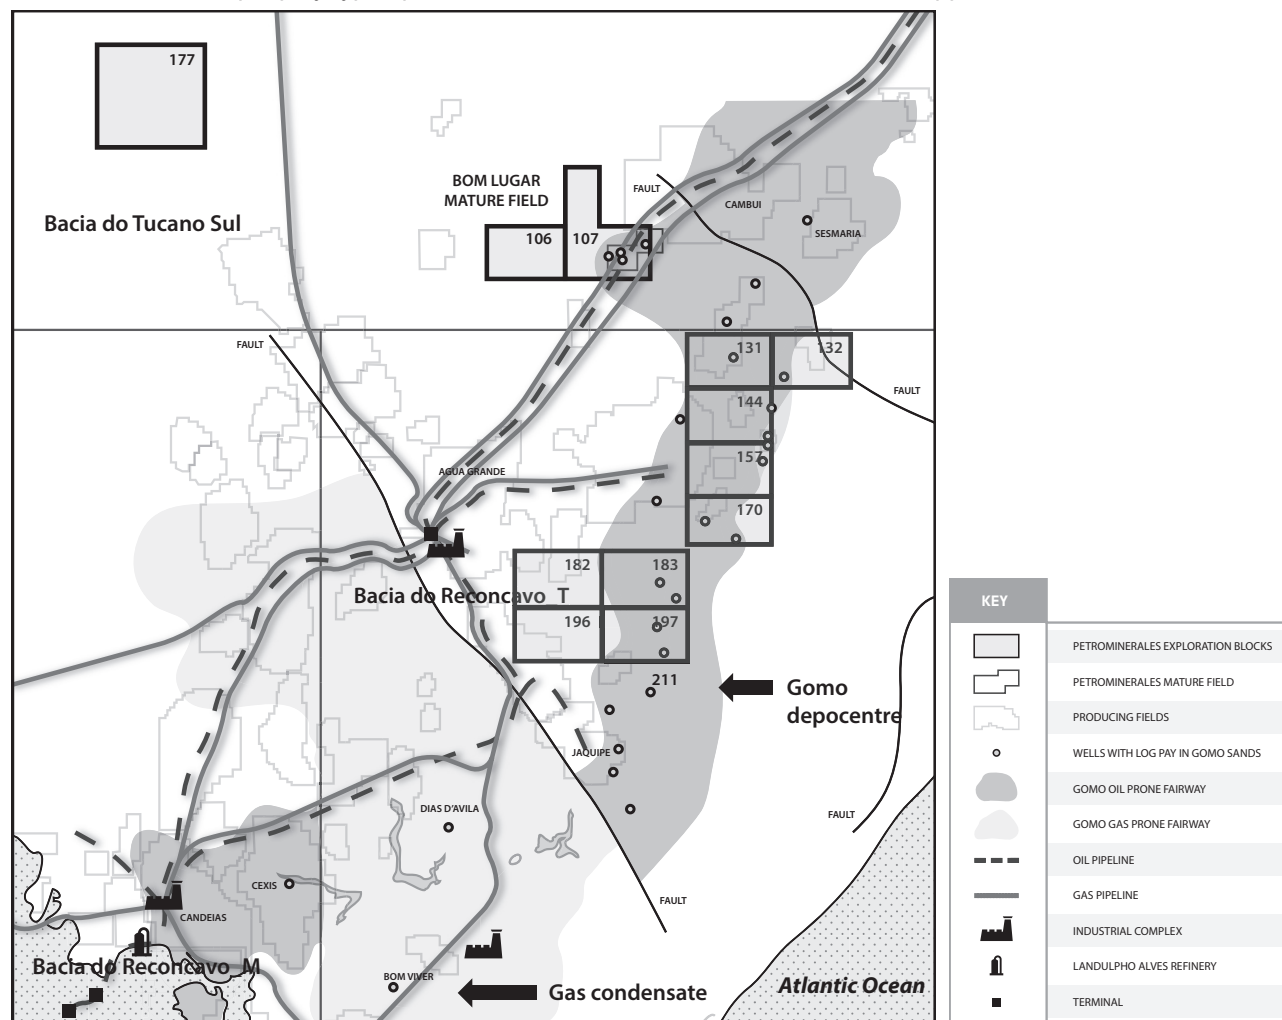 177
BOM LUGAR
MATURE FIELD
FAULT
CAMBUI
SESMARIA
Bacia do Tucano Sul
106
107
FAULT
131
132
FAULT
144
157
AGUA GRANDE
170
182
183
Bacia do Reconcavo_T
196
197
211
Gomo
depocentre
JAQUIPE
DIAS D'AVILA
FAULT
CEXIS
CANDEIAS
FAULT
Bacia do Reconcavo_M
BOM VIVER
Gas condensate
Atlantic Ocean
KEY
PETROMINERALES EXPLORATION BLOCKS
PETROMINERALES MATURE FIELD
PRODUCING FIELDS
WELLS WITH LOG PAY IN GOMO SANDS
GOMO OIL PRONE FAIRWAY
GOMO GAS PRONE FAIRWAY
OIL PIPELINE
GAS PIPELINE
INDUSTRIAL COMPLEX
LANDULPHO ALVES REFINERY
TERMINAL